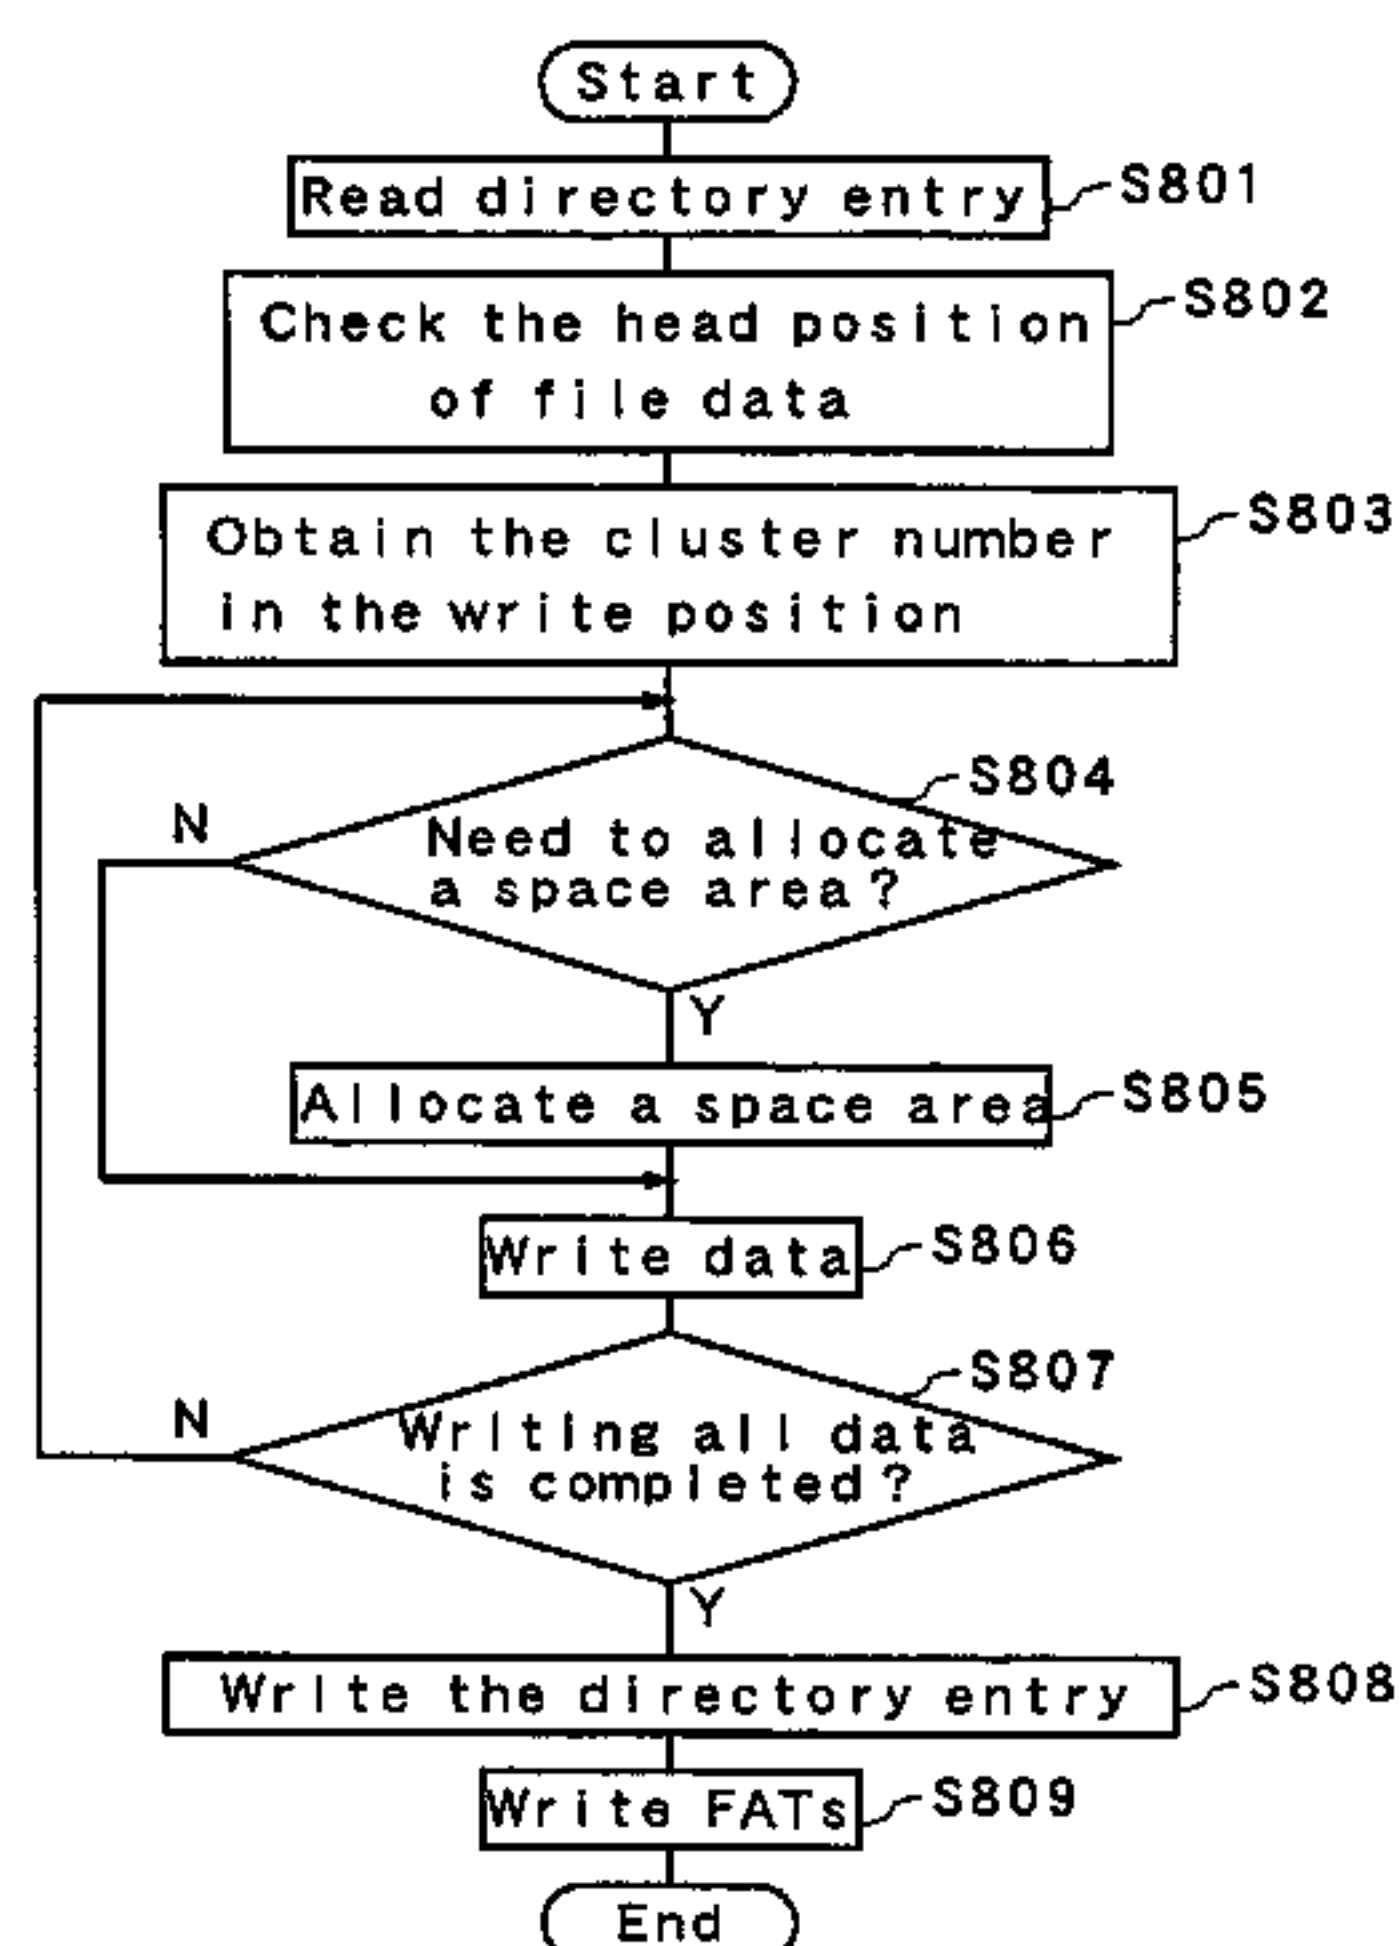 Start
Read directory entry
S801
Check the head position
of file data
S802
Obtain the cluster number
in the write position
S803
S804
N
Need to allocate
a space area?
Y
Allocate a space area
S805
Write data
S806
S807
N
Writing all data
is completed?
Y
Write the directory entry
S808
Write FATs
S809
End